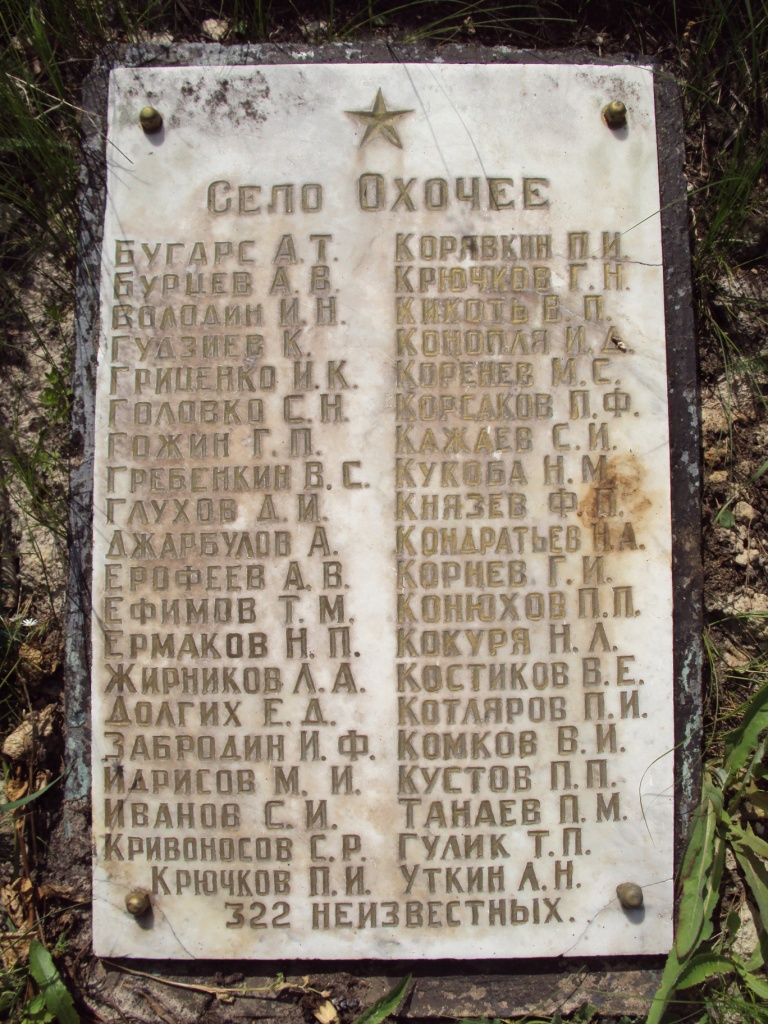 Село Охочее
Бугарс А.Т.
Бурцев А.В.
Володин И.Н.
Гудзиев К.
Гриценко И.К.
Головко С.Н.
Гожин Г.П.
Гребенкин В.С.
Глухов Д.И.
Джарбулов А.
Ерофеев А.В.
Ефимов Т.М.
Ермаков Н.П.
Жирников Л.А.
Долгих Е.Д.
Забродин И.Ф.
Идрисов М.И.
Иванов С.И.
Кривоносов С.Р.
Крючков П.И.
Корявкин П.И.
Крючков Г.Н.
Кикоть В.П.
Конопля И.Д.
Коренев М.С.
Корсаков П.Ф.
Кажаев С.И.
Кукоба Н.М.
Князев Ф.П.
Кондратьев Н.А.
Корнев Г.И.
Конюхов П.П.
Кокуря Н.Л.
Костиков В.Е.
Котляров П.И.
Комков В.И.
Кустов П.П.
Танаев П.М.
Гулик Т.П.
Уткин Л.Н.
322 неизвестных.